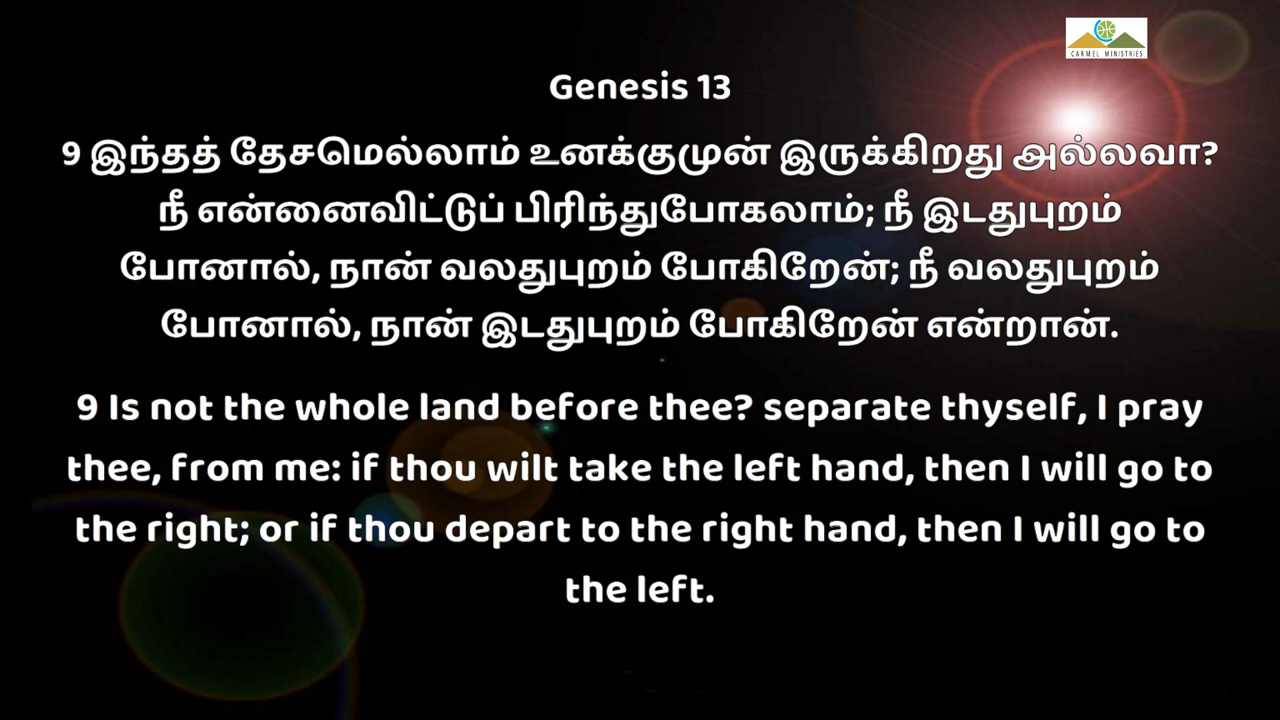 CARMEL MINISTRIES
Genesis 13
9 இந்தத் தேசமெல்லாம் உனக்குமுன் இருக்கிறது அல்லவா?
நீ என்னைவிட்டுப் பிரிந்துபோகலாம்; நீ இடதுபுறம்
போனால், நான் வலதுபுறம் போகிறேன்; நீ வலதுபுறம்
போனால், நான் இடதுபுறம் போகிறேன் என்றான்.
9 Is not the whole land before thee? separate thyself, I pray
thee, from me: if thou wilt take the left hand, then I will go to
the right; or if thou depart to the right hand, then I will go to
the left.